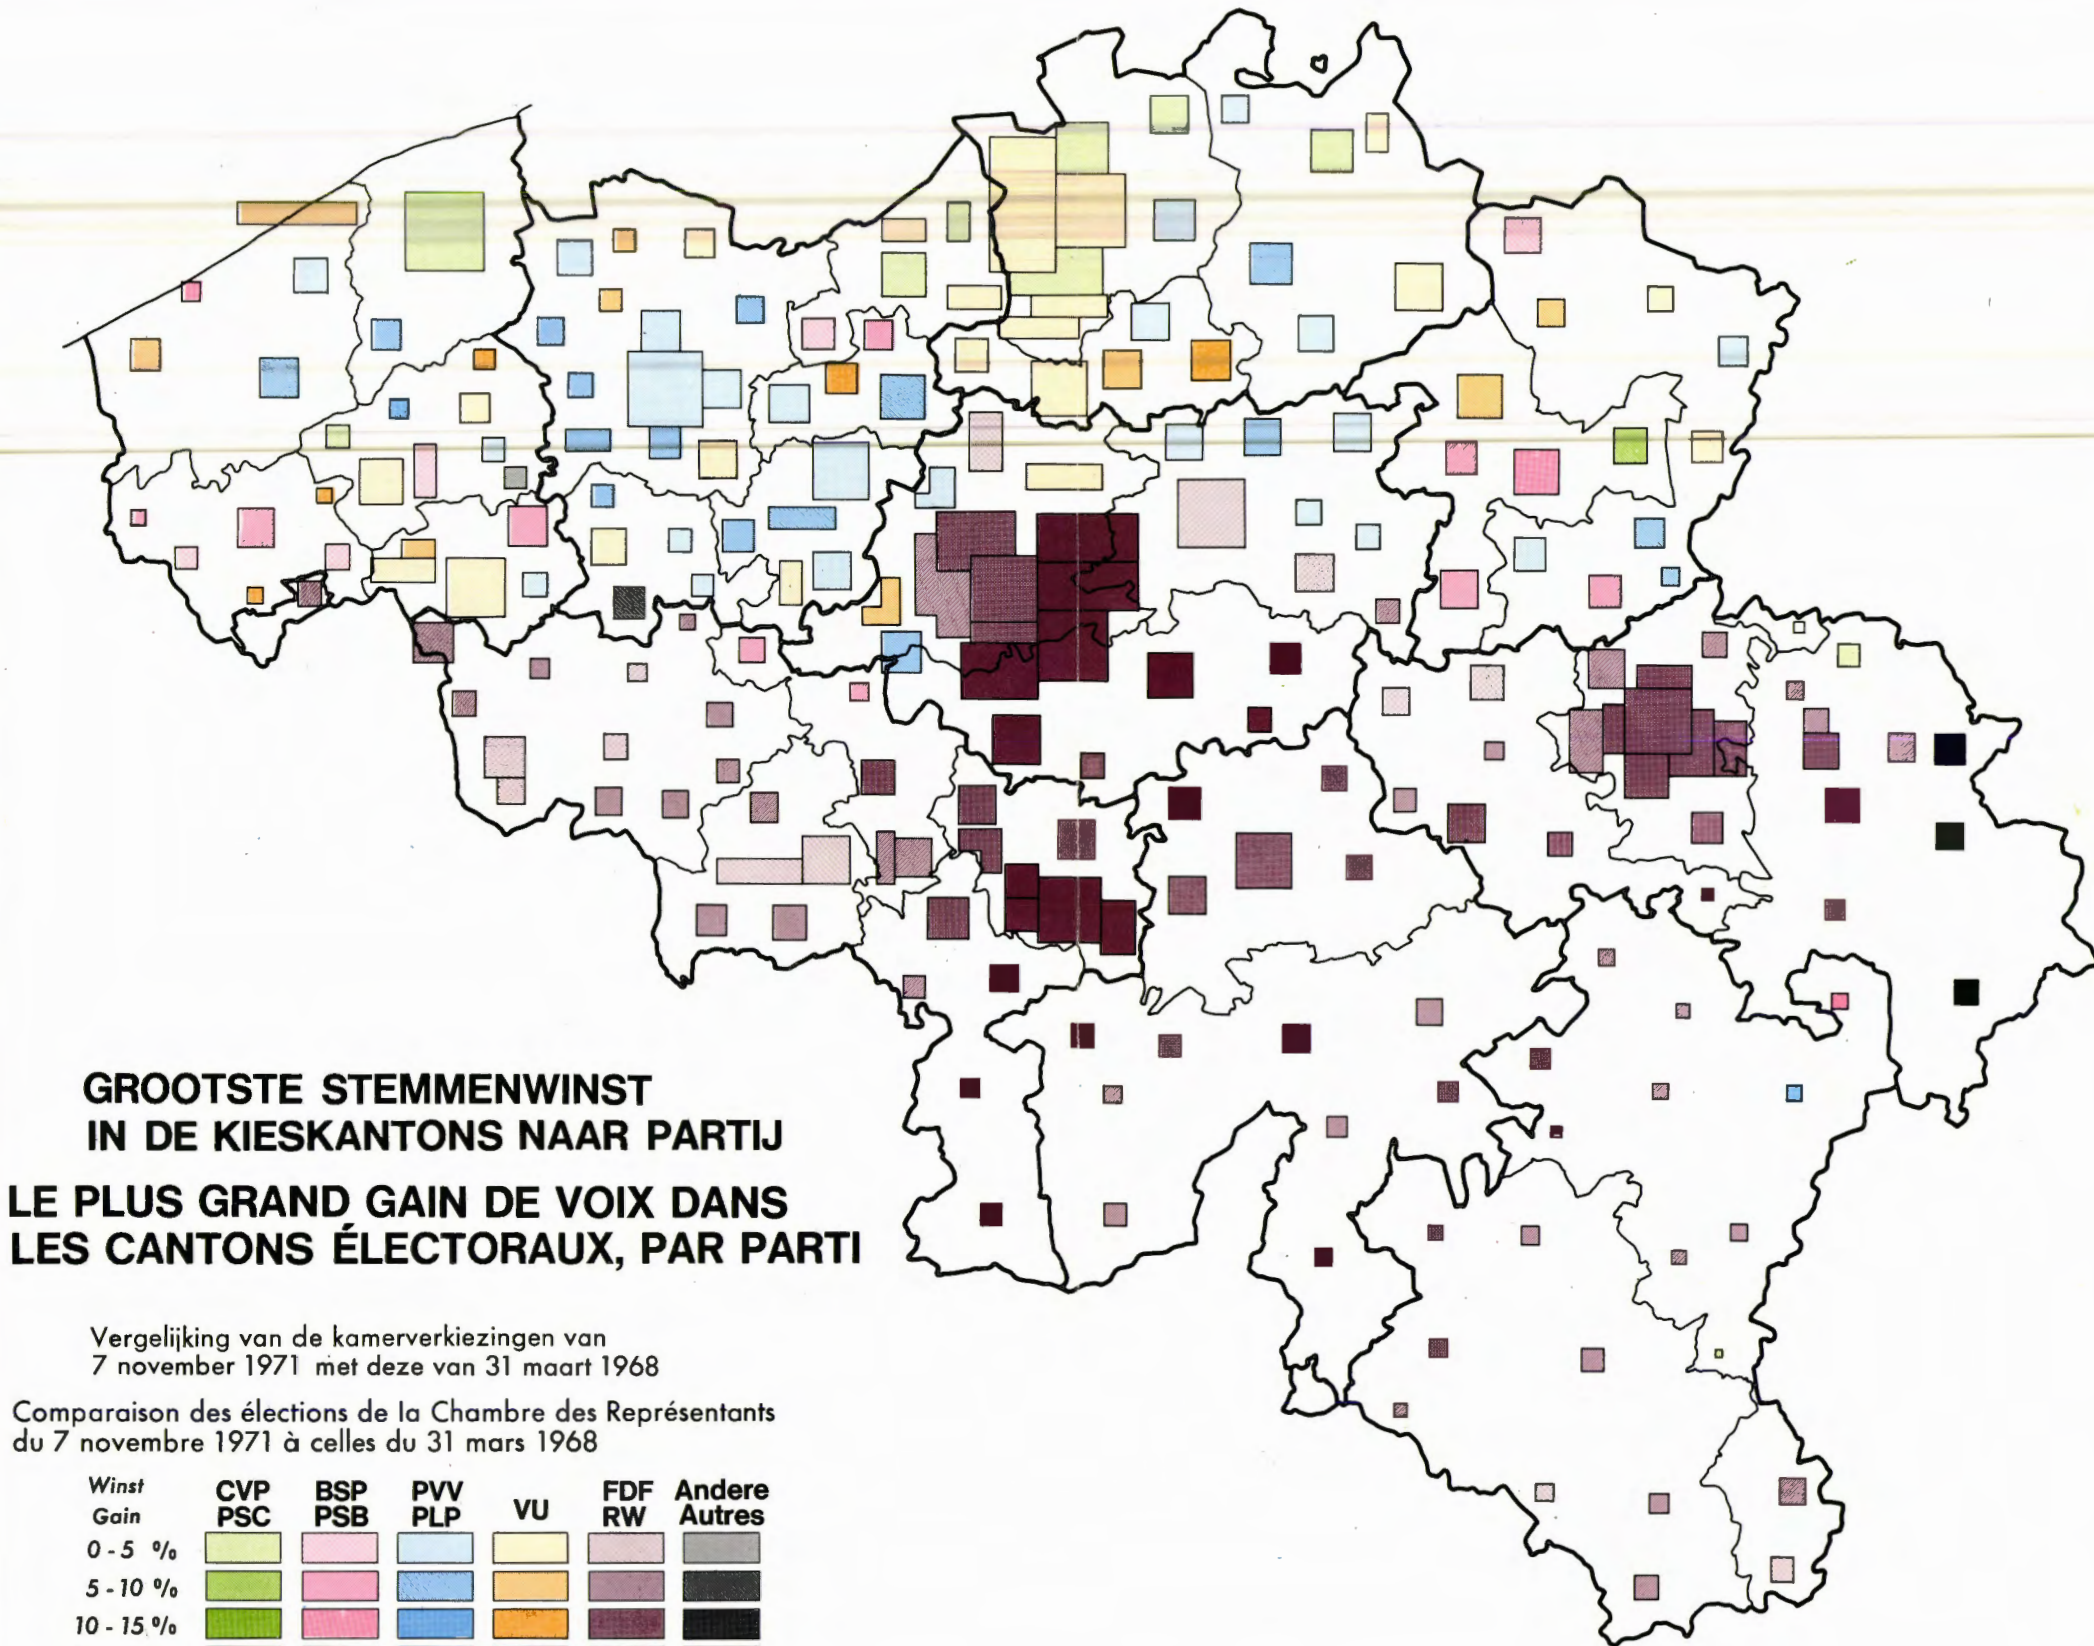 GROOTSTE STEMMENWINST
IN DE KIESKANTONS NAAR PARTIJ
LE PLUS GRAND GAIN DE VOIX DANS
LES CANTONS ÉLECTORAUX, PAR PARTI
Vergelijking van de kamerverkiezingen van
7 november 1971 met deze van 31 maart 1968
Comparaison des élections de la Chambre des Représentants
du 7 novembre 1971 à celles du 31 mars 1968
Winst CVP BSP PVV VU FDF Andere
Gain PSC PSB PLP RW Autres
0 - 5 %
5 - 10 %
10 - 15 %